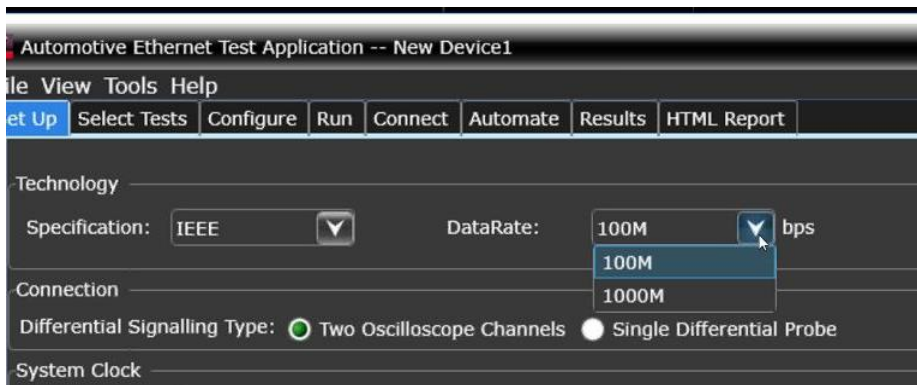 Automotive Ethernet Test Application -- New Device1
ile View Tools Help
et Up Select Tests Configure Run Connect Automate Results HTML Report
Technology
Specification: IEEE DataRate: 100M bps
100M
1000M
Connection
Differential Signalling Type: Two Oscilloscope Channels Single Differential Probe
System Clock